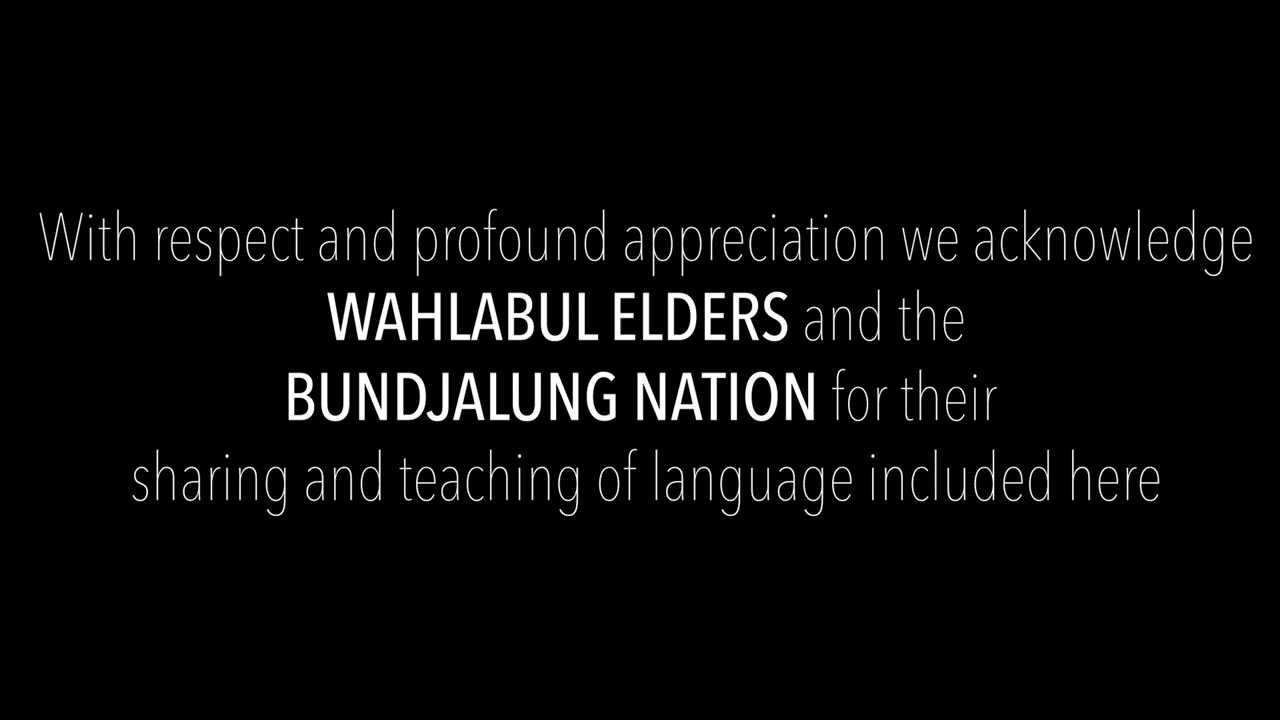 With respect and profound appreciation we acknowledge
WAHLABUL ELDERS and the
BUNDJALUNG NATION for their
sharing and teaching of language included here